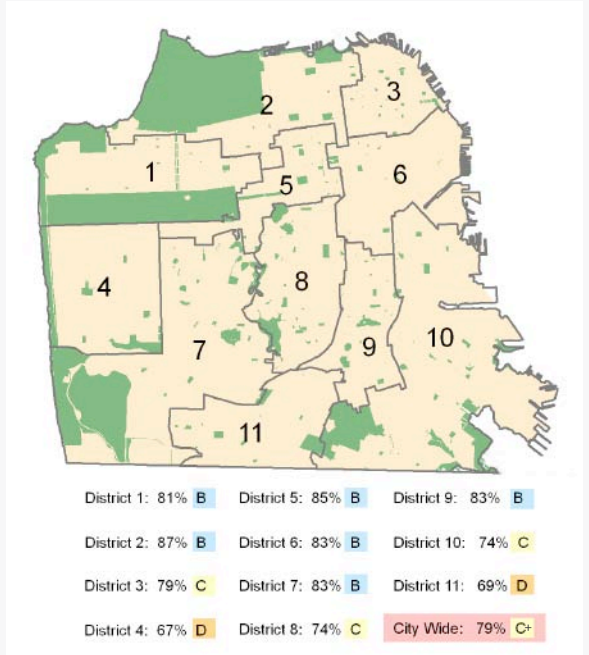 2
3
1
5
6
4
8
7
9
10
11
District 1: 81% B District 5: 85% B District 9: 83% B
District 2: 87% B District 6: 83% B District 10: 74% C
District 3: 79% C District 7: 83% B District 11: 69% D
District 4: 67% D District 8: 74% C City Wide: 79% C+